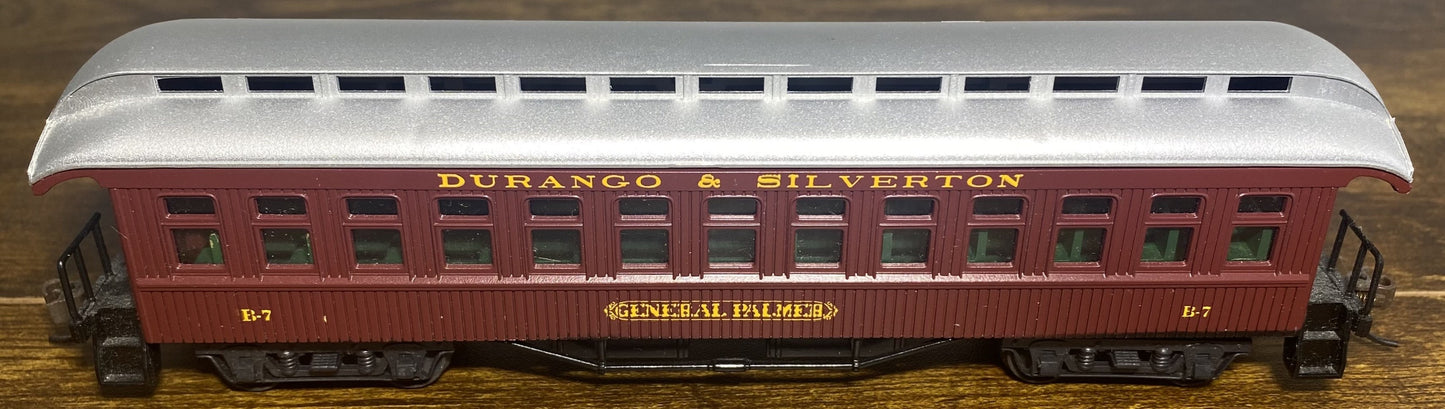 DURANGO & SILVERTON
B-7 GENERAL PALMER B-7